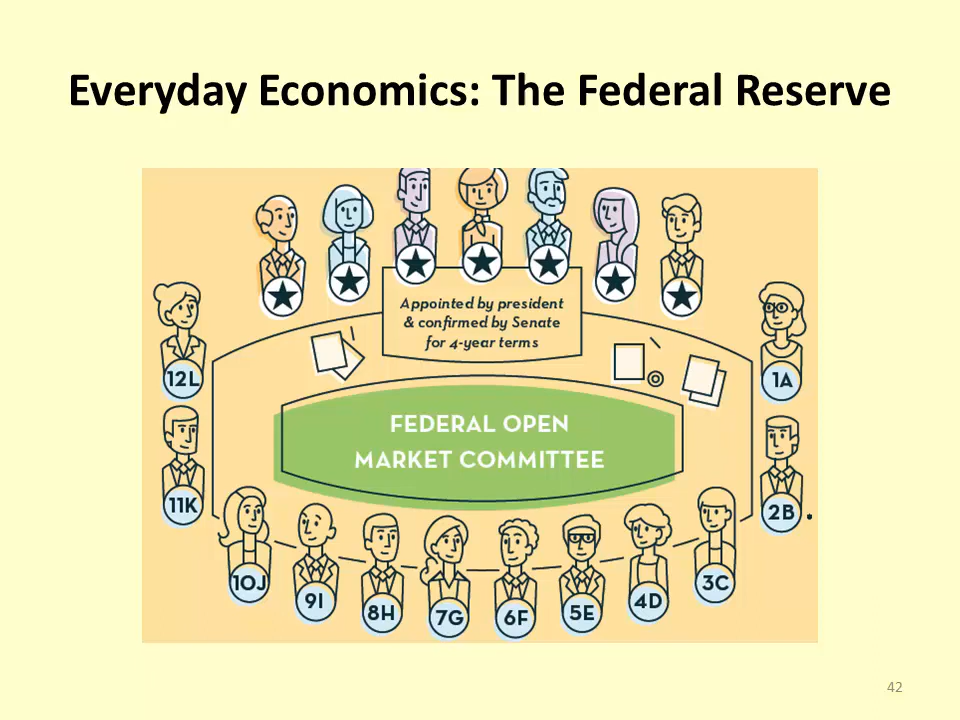 Everyday Economics: The Federal Reserve
Appointed by president
& confirmed by Senate
for 4-year terms
12L
1A
FEDERAL OPEN
MARKET COMMITTEE
11K
2B
10J
9I
8H
7G
6F
5E
4D
3C
42